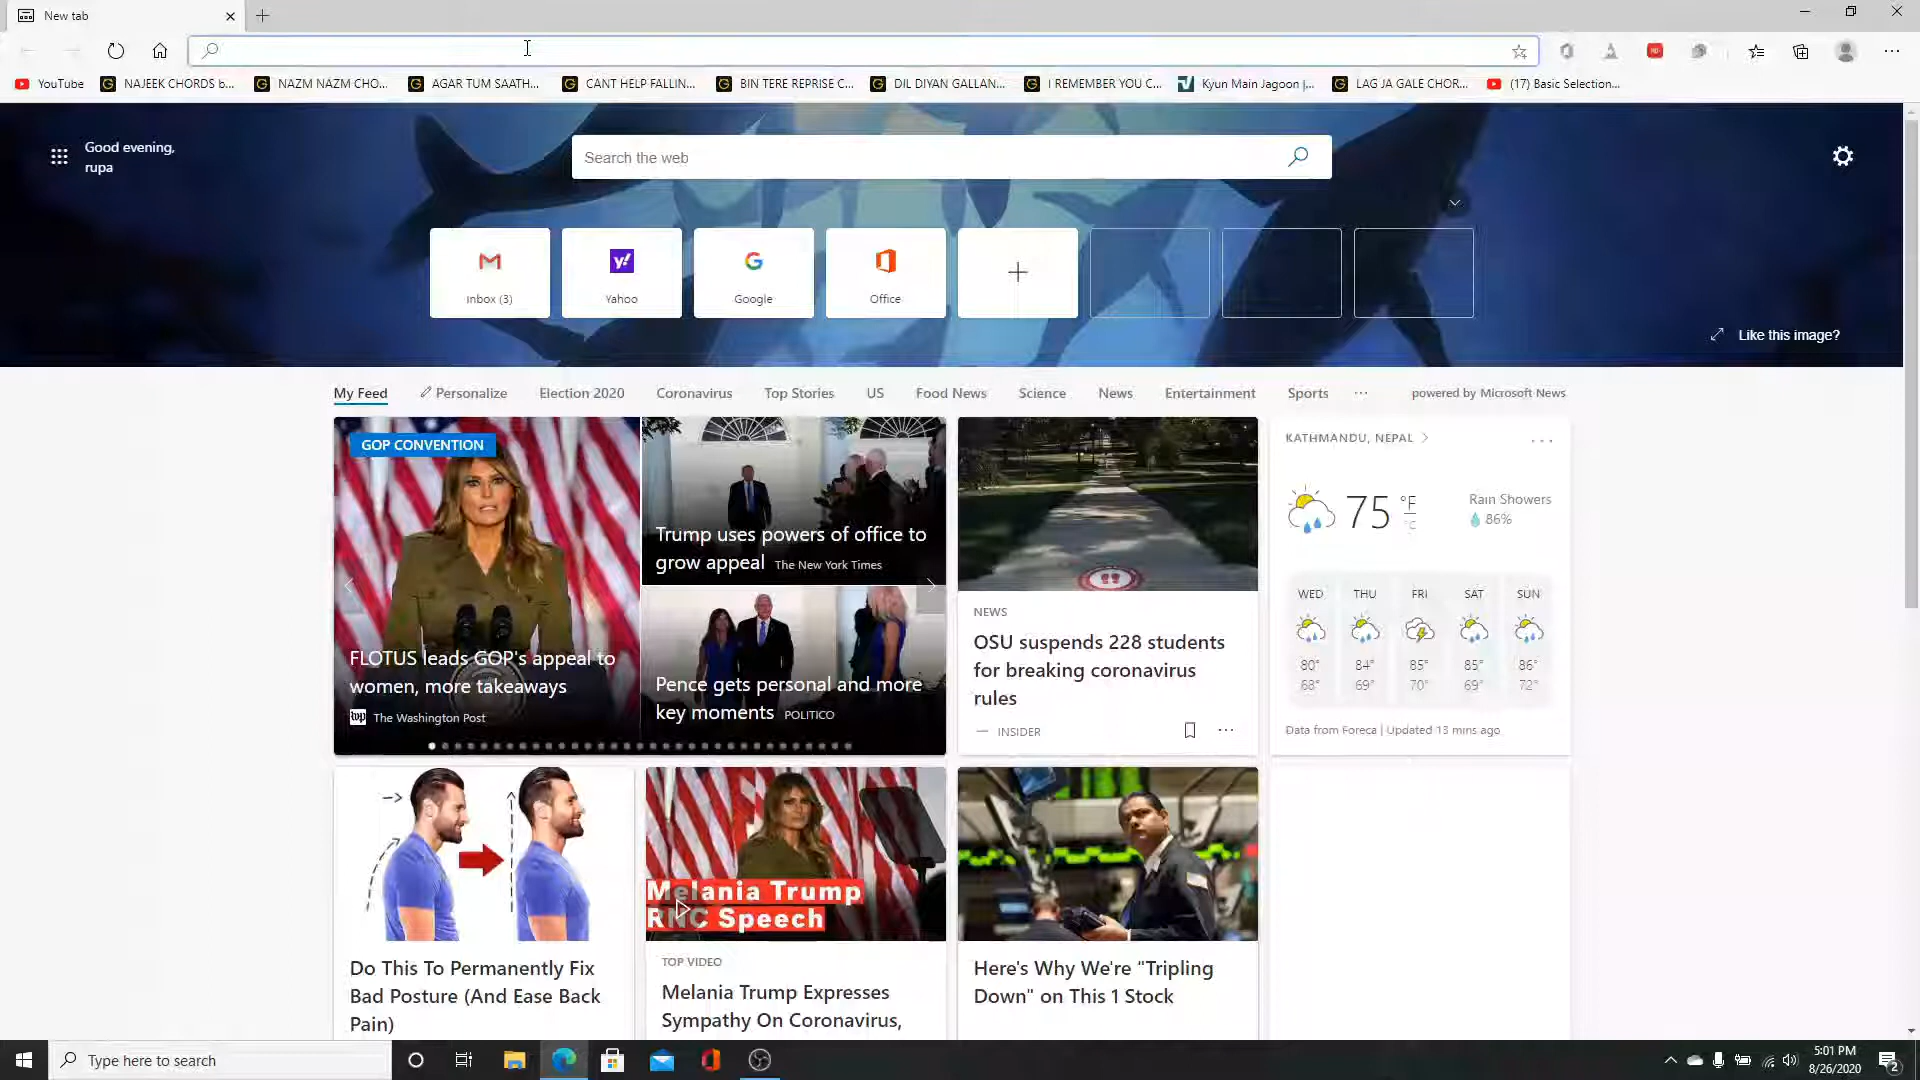 New tab
YouTube
NAJEEK CHORDS b...
NAZM NAZM CHO...
AGAR TUM SAATH...
CANT HELP FALLIN...
BIN TERE REPRISE C...
DIL DIYAN GALLAN...
I REMEMBER YOU C...
Kyun Main Jagoon |...
LAG JA GALE CHOR...
(17) Basic Selection...
Good evening,
rupa
Search the web
Inbox (3)
Yahoo
Google
Office
Like this image?
My Feed
Personalize
Election 2020
Coronavirus
Top Stories
US
Food News
Science
News
Entertainment
Sports
powered by Microsoft News
GOP CONVENTION
FLOTUS leads GOP's appeal to
women, more takeaways
wp The Washington Post
Trump uses powers of office to
grow appeal The New York Times
Pence gets personal and more
key moments POLITICO
NEWS
OSU suspends 228 students
for breaking coronavirus
rules
INSIDER
KATHMANDU, NEPAL
75 °F
°C
Rain Showers
86%
WED THU FRI SAT SUN
80° 84° 85° 85° 86°
68° 69° 70° 69° 72°
Data from Foreca | Updated 13 mins ago
Do This To Permanently Fix
Bad Posture (And Ease Back
Pain)
Melania Trump
RNC Speech
TOP VIDEO
Melania Trump Expresses
Sympathy On Coronavirus,
Here's Why We're "Tripling
Down" on This 1 Stock
Type here to search
5:01 PM
8/26/2020
2